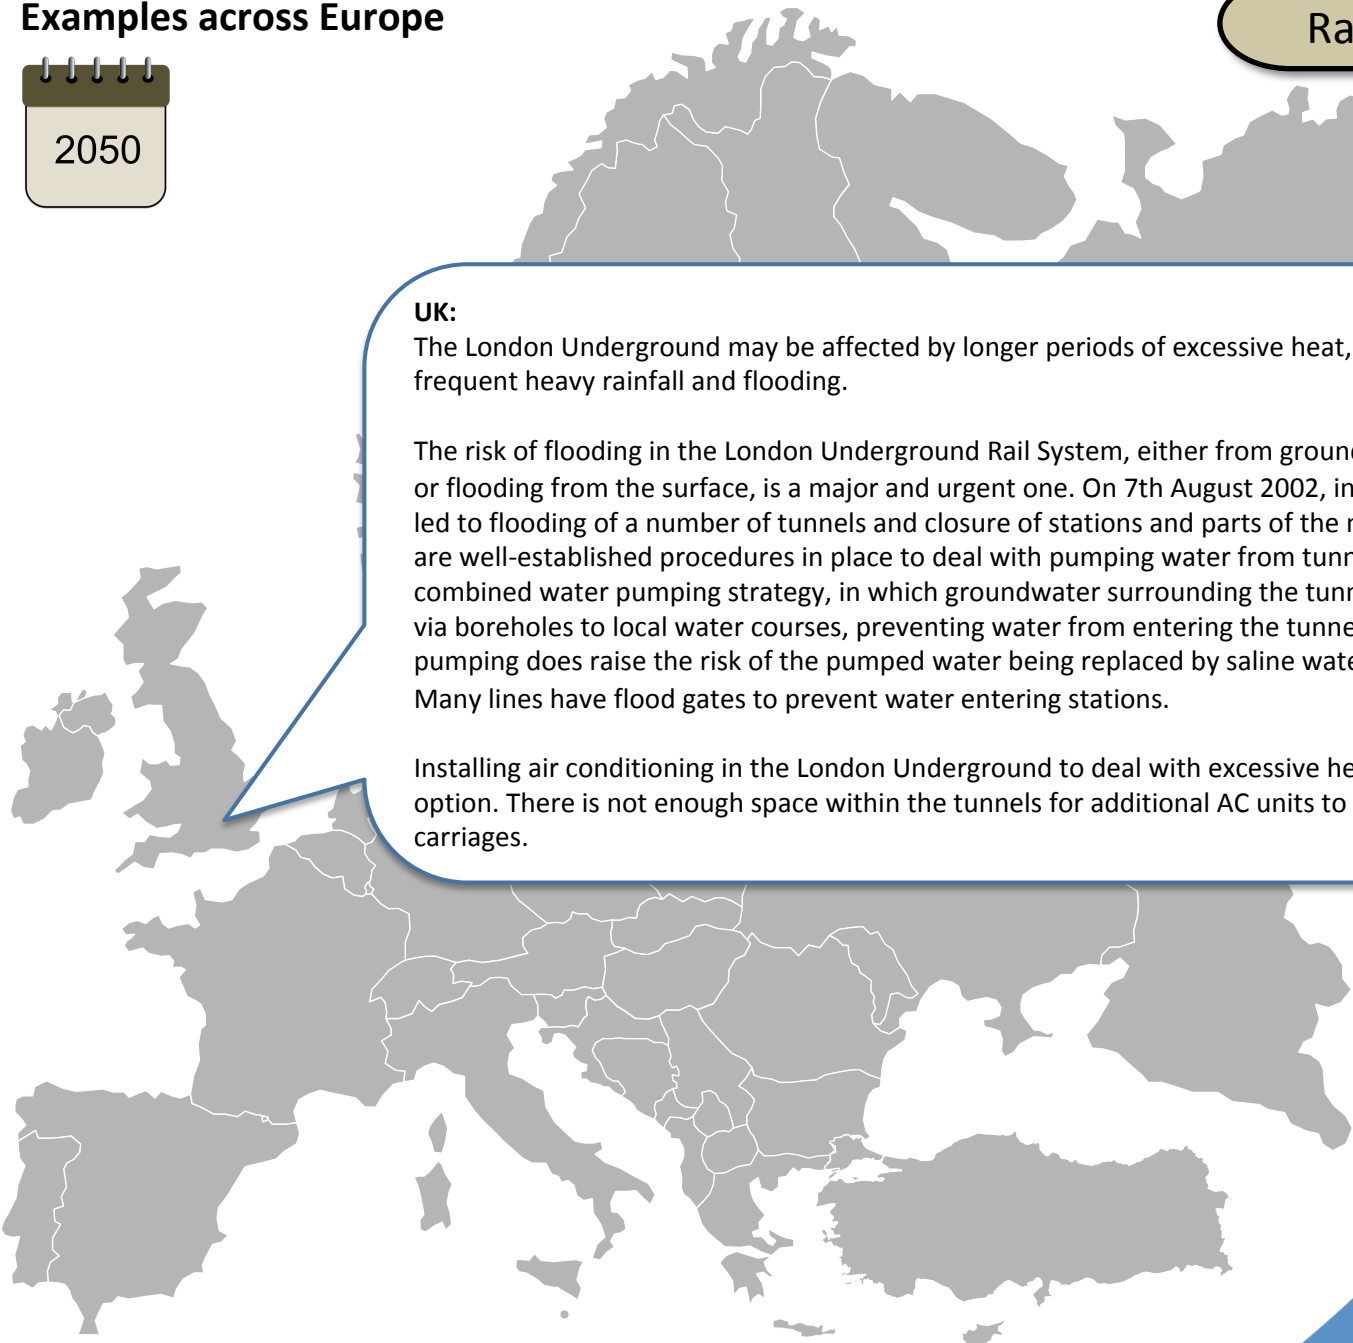 Examples across Europe
Ra
2050
UK:
The London Underground may be affected by longer periods of excessive heat,
frequent heavy rainfall and flooding.
The risk of flooding in the London Underground Rail System, either from
or flooding from the surface, is a major and urgent one. On 7th August 2002,
led to flooding of a number of tunnels and closure of stations and parts of the
are well-established procedures in place to deal with pumping water from
combined water pumping strategy, in which groundwater surrounding the
via boreholes to local water courses, preventing water from entering the
pumping does raise the risk of the pumped water being replaced by saline
Many lines have flood gates to prevent water entering stations.
Installing air conditioning in the London Underground to deal with excessive
option. There is not enough space within the tunnels for additional AC units to
carriages.